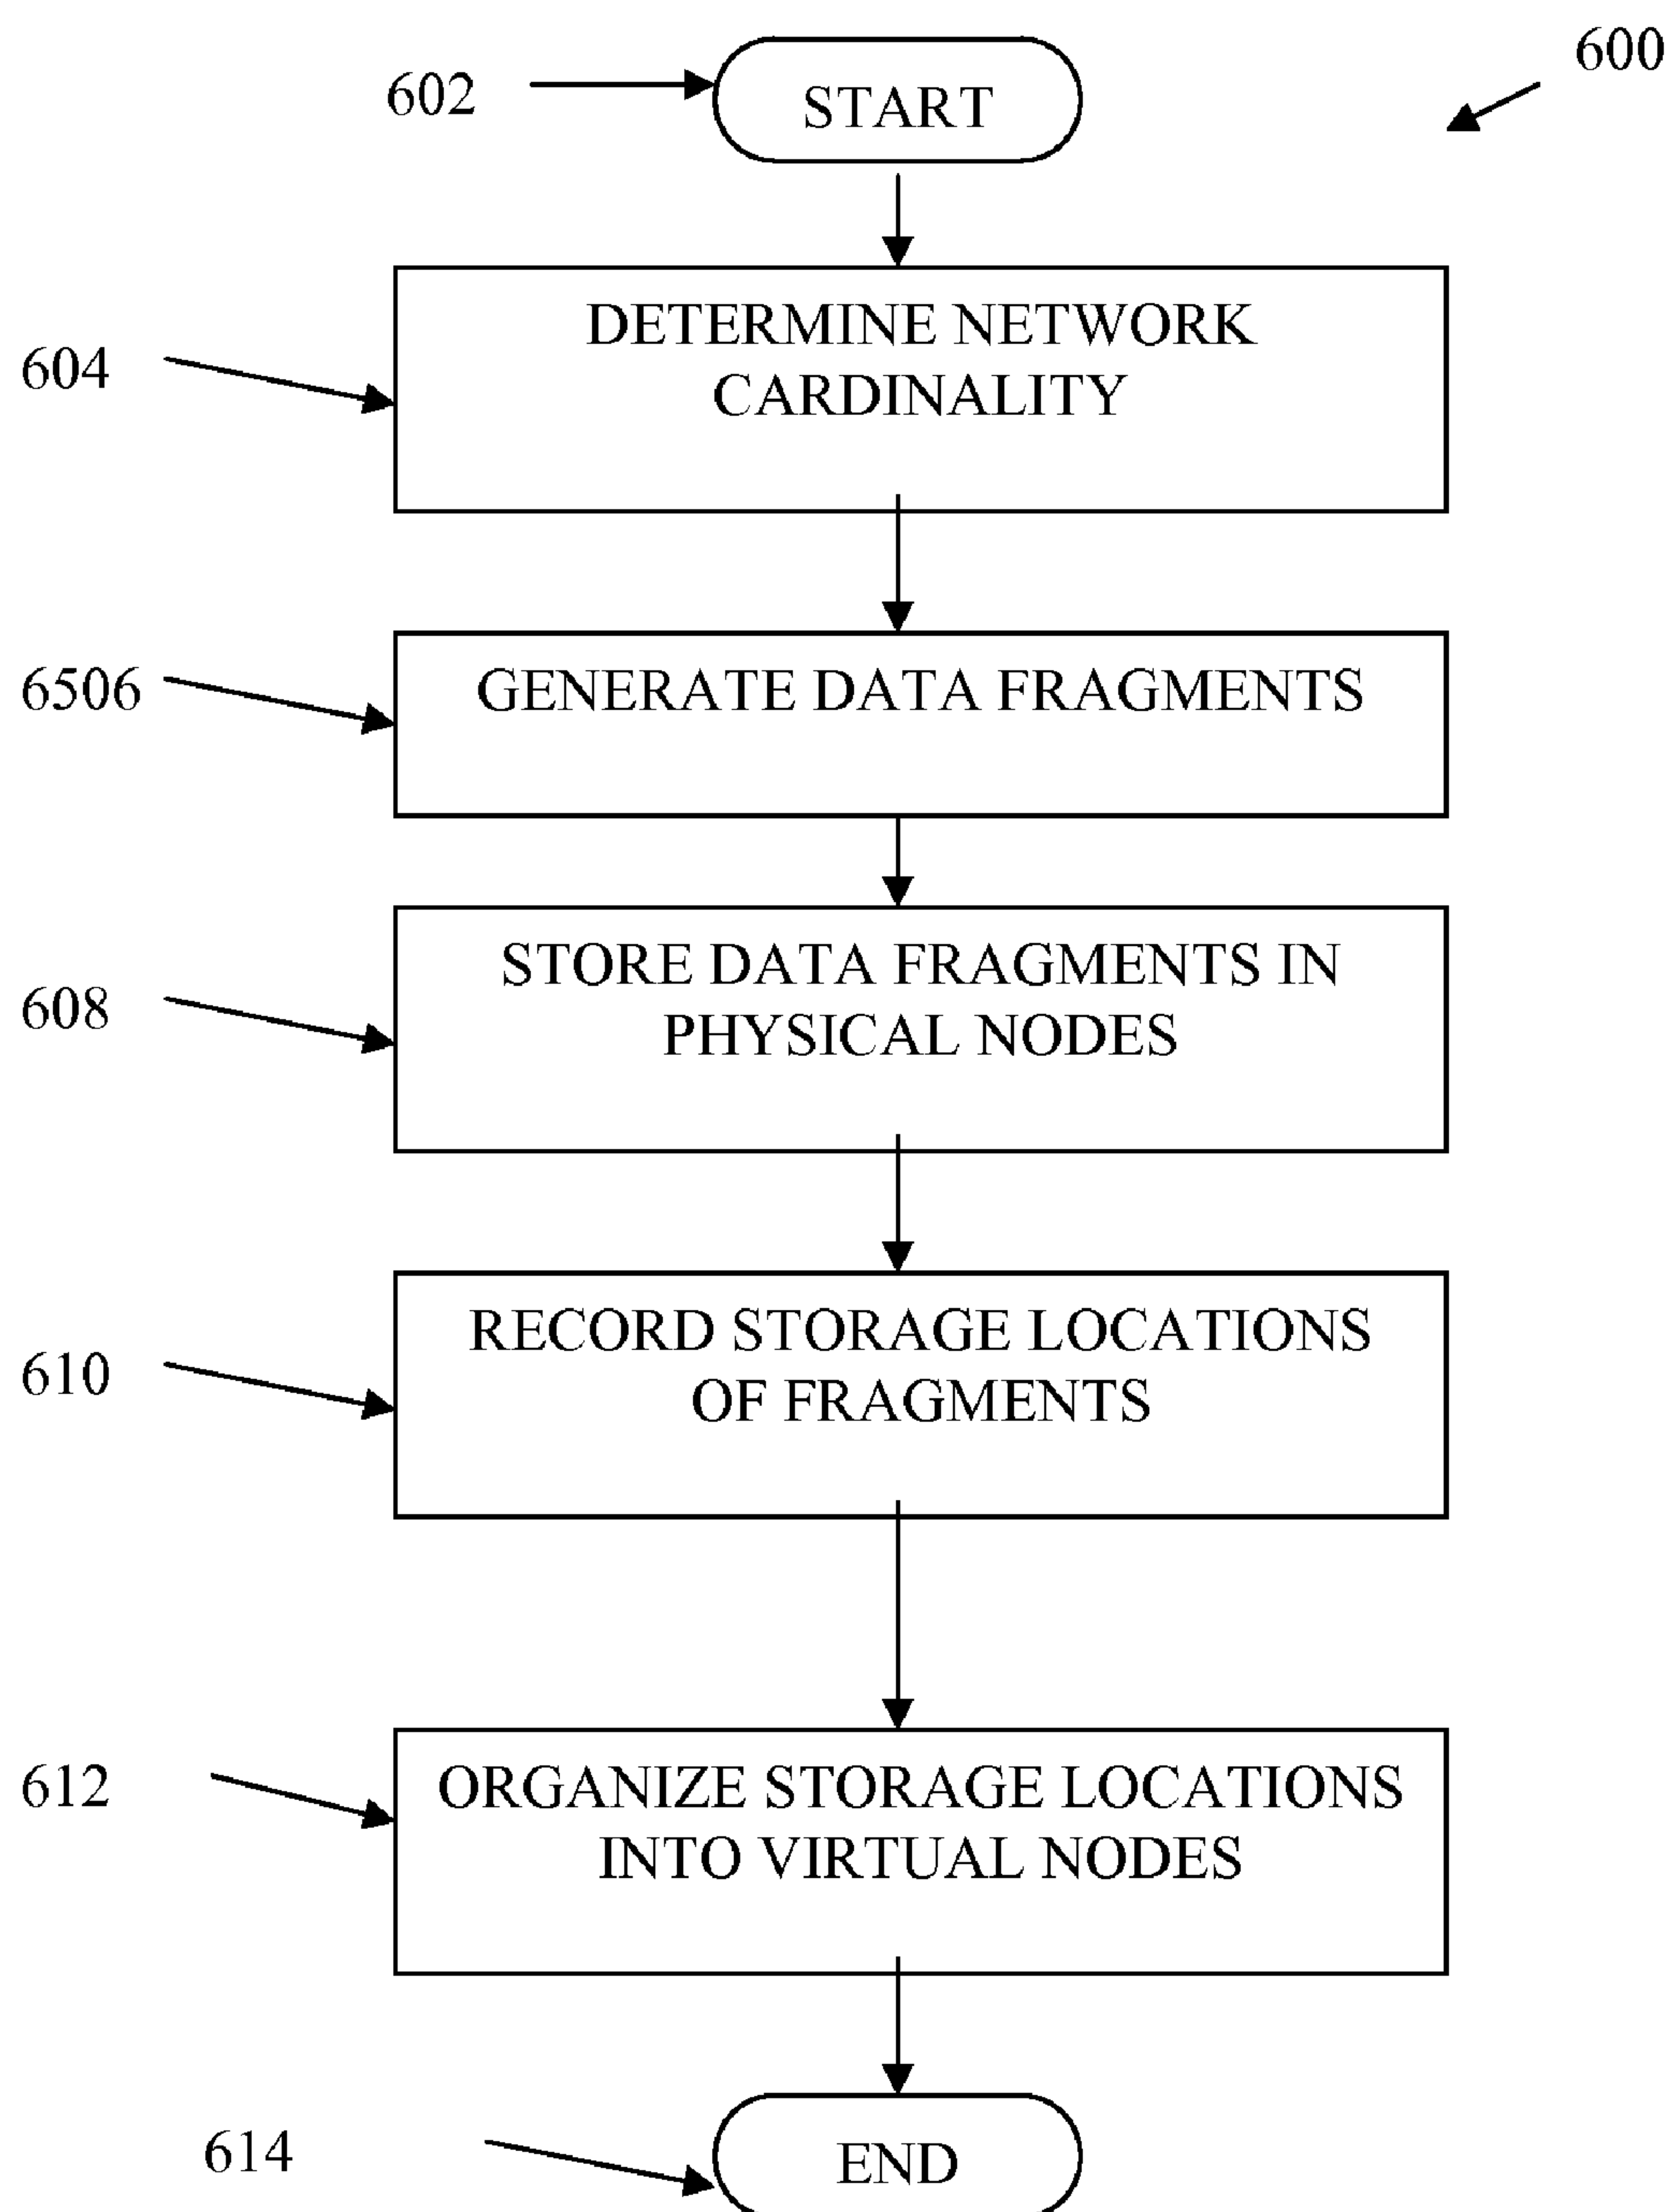 600
602
START
604
DETERMINE NETWORK
CARDINALITY
6506
GENERATE DATA FRAGMENTS
608
STORE DATA FRAGMENTS IN
PHYSICAL NODES
610
RECORD STORAGE LOCATIONS
OF FRAGMENTS
612
ORGANIZE STORAGE LOCATIONS
INTO VIRTUAL NODES
614
END